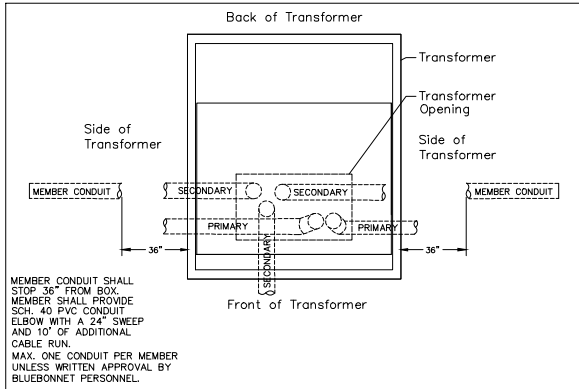 Back of Transformer
Transformer
Transformer
Opening
Side of
Transformer
Side of
Transformer
MEMBER CONDUIT
SECONDARY
SECONDARY
MEMBER CONDUIT
PRIMARY
PRIMARY
36"
36"
SECONDARY
MEMBER CONDUIT SHALL
STOP 36" FROM BOX.
MEMBER SHALL PROVIDE
SCH. 40 PVC CONDUIT
ELBOW WITH A 24" SWEEP
AND 10' OF ADDITIONAL
CABLE RUN.
MAX. ONE CONDUIT PER MEMBER
UNLESS WRITTEN APPROVAL BY
BLUEBONNET PERSONNEL.
Front of Transformer